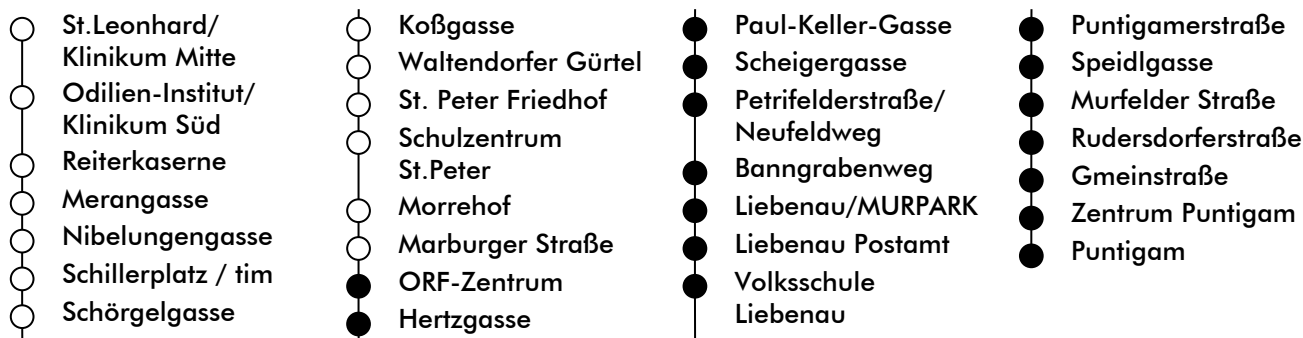 St.Leonhard/
Klinikum Mitte
Odilien-Institut/
Klinikum Süd
Reiterkaserne
Merangasse
Nibelungengasse
Schillerplatz / tim
Schörgelgasse
Koßgasse
Waltendorfer Gürtel
St. Peter Friedhof
Schulzentrum
St.Peter
Morrehof
Marburger Straße
ORF-Zentrum
Hertzgasse
Paul-Keller-Gasse
Scheigergasse
Petrifelderstraße/
Neufeldweg
Banngrabenweg
Liebenau/MURPARK
Liebenau Postamt
Volksschule
Liebenau
Puntigamerstraße
Speidlgasse
Murfelder Straße
Rudersdorferstraße
Gmeinstraße
Zentrum Puntigam
Puntigam